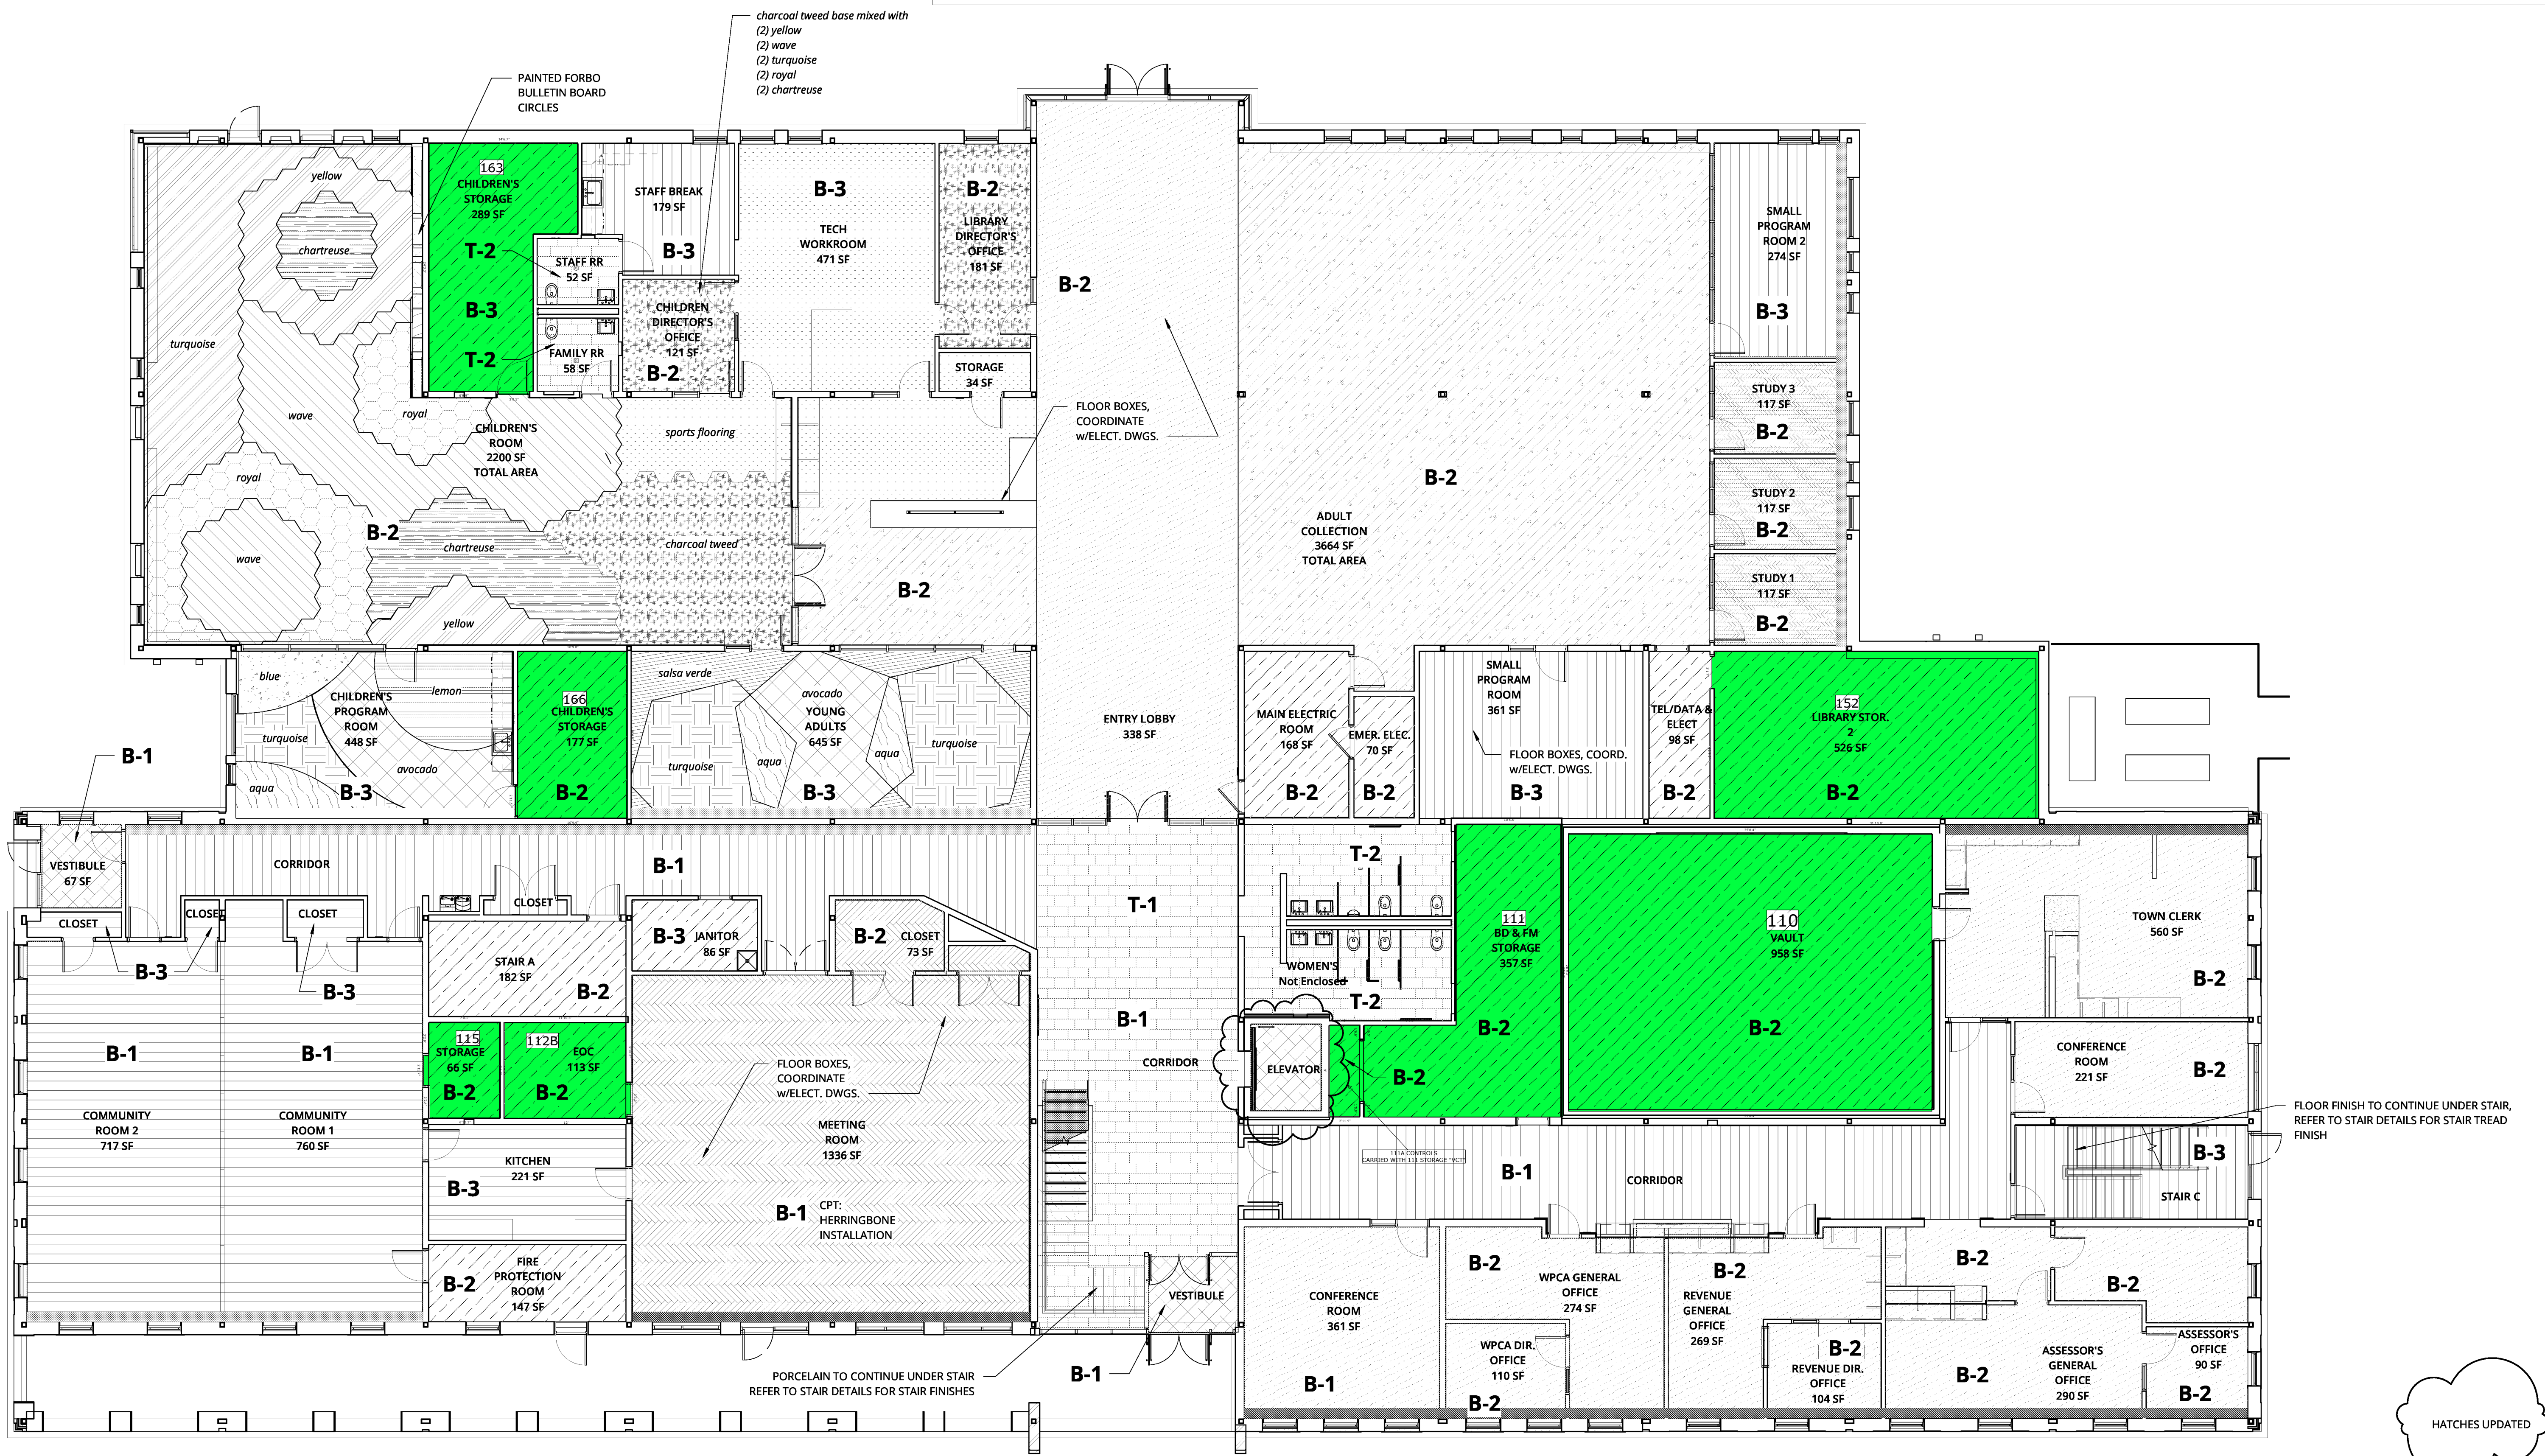 charcoal tweed base mixed with
(2) yellow
(2) wave
(2) turquoise
(2) royal
(2) chartreuse
PAINTED FORBO
BULLETIN BOARD
CIRCLES
yellow
chartreuse
turquoise
wave
royal
royal
wave
chartreuse
yellow
charcoal tweed
sports flooring
CHILDREN'S
ROOM
2200 SF
TOTAL AREA
B-2
163
CHILDREN'S
STORAGE
289 SF
T-2
B-3
T-2
STAFF BREAK
179 SF
B-3
STAFF RR
52 SF
FAMILY RR
58 SF
CHILDREN
DIRECTOR'S
OFFICE
121 SF
B-2
B-3
TECH
WORKROOM
471 SF
B-2
LIBRARY
DIRECTOR'S
OFFICE
181 SF
STORAGE
34 SF
B-2
FLOOR BOXES,
COORDINATE
w/ELECT. DWGS.
B-2
B-2
ADULT
COLLECTION
3664 SF
TOTAL AREA
SMALL
PROGRAM
ROOM 2
274 SF
B-3
STUDY 3
117 SF
B-2
STUDY 2
117 SF
B-2
STUDY 1
117 SF
B-2
blue
CHILDREN'S
PROGRAM
ROOM
448 SF
lemon
turquoise
avocado
aqua
B-3
166
CHILDREN'S
STORAGE
177 SF
B-2
salsa verde
avocado
YOUNG
ADULTS
645 SF
turquoise
aqua
aqua
turquoise
B-3
ENTRY LOBBY
338 SF
MAIN ELECTRIC
ROOM
168 SF
B-2
EMER. ELEC.
70 SF
B-2
SMALL
PROGRAM
ROOM
361 SF
FLOOR BOXES, COORD.
w/ELECT. DWGS.
B-3
TEL/DATA &
ELECT
98 SF
B-2
152
LIBRARY STOR.
2
526 SF
B-2
B-1
VESTIBULE
67 SF
CORRIDOR
B-1
CLOSET
CLOSET
CLOSET
CLOSET
B-3
B-3
STAIR A
182 SF
B-2
B-3
JANITOR
86 SF
B-2
CLOSET
73 SF
T-1
B-1
CORRIDOR
T-2
WOMEN'S
Not Enclosed
T-2
ELEVATOR
B-2
111
BD & FM
STORAGE
357 SF
B-2
110
VAULT
958 SF
B-2
TOWN CLERK
560 SF
B-2
CONFERENCE
ROOM
221 SF
B-2
B-1
B-1
COMMUNITY
ROOM 2
717 SF
COMMUNITY
ROOM 1
760 SF
115
STORAGE
66 SF
B-2
112B
EOC
113 SF
B-2
KITCHEN
221 SF
B-3
FIRE
PROTECTION
ROOM
147 SF
B-2
FLOOR BOXES,
COORDINATE
w/ELECT. DWGS.
MEETING
ROOM
1336 SF
B-1
CPT:
HERRINGBONE
INSTALLATION
111A CONTROLS
CARRIED WITH 111 STORAGE "VCT"
B-1
CORRIDOR
B-3
STAIR C
FLOOR FINISH TO CONTINUE UNDER STAIR,
REFER TO STAIR DETAILS FOR STAIR TREAD
FINISH
VESTIBULE
B-1
PORCELAIN TO CONTINUE UNDER STAIR
REFER TO STAIR DETAILS FOR STAIR FINISHES
CONFERENCE
ROOM
361 SF
B-1
B-2
WPCA GENERAL
OFFICE
274 SF
WPCA DIR.
OFFICE
110 SF
B-2
B-2
REVENUE
GENERAL
OFFICE
269 SF
B-2
REVENUE DIR.
OFFICE
104 SF
B-2
B-2
B-2
ASSESSOR'S
GENERAL
OFFICE
290 SF
ASSESSOR'S
OFFICE
90 SF
B-2
HATCHES UPDATED